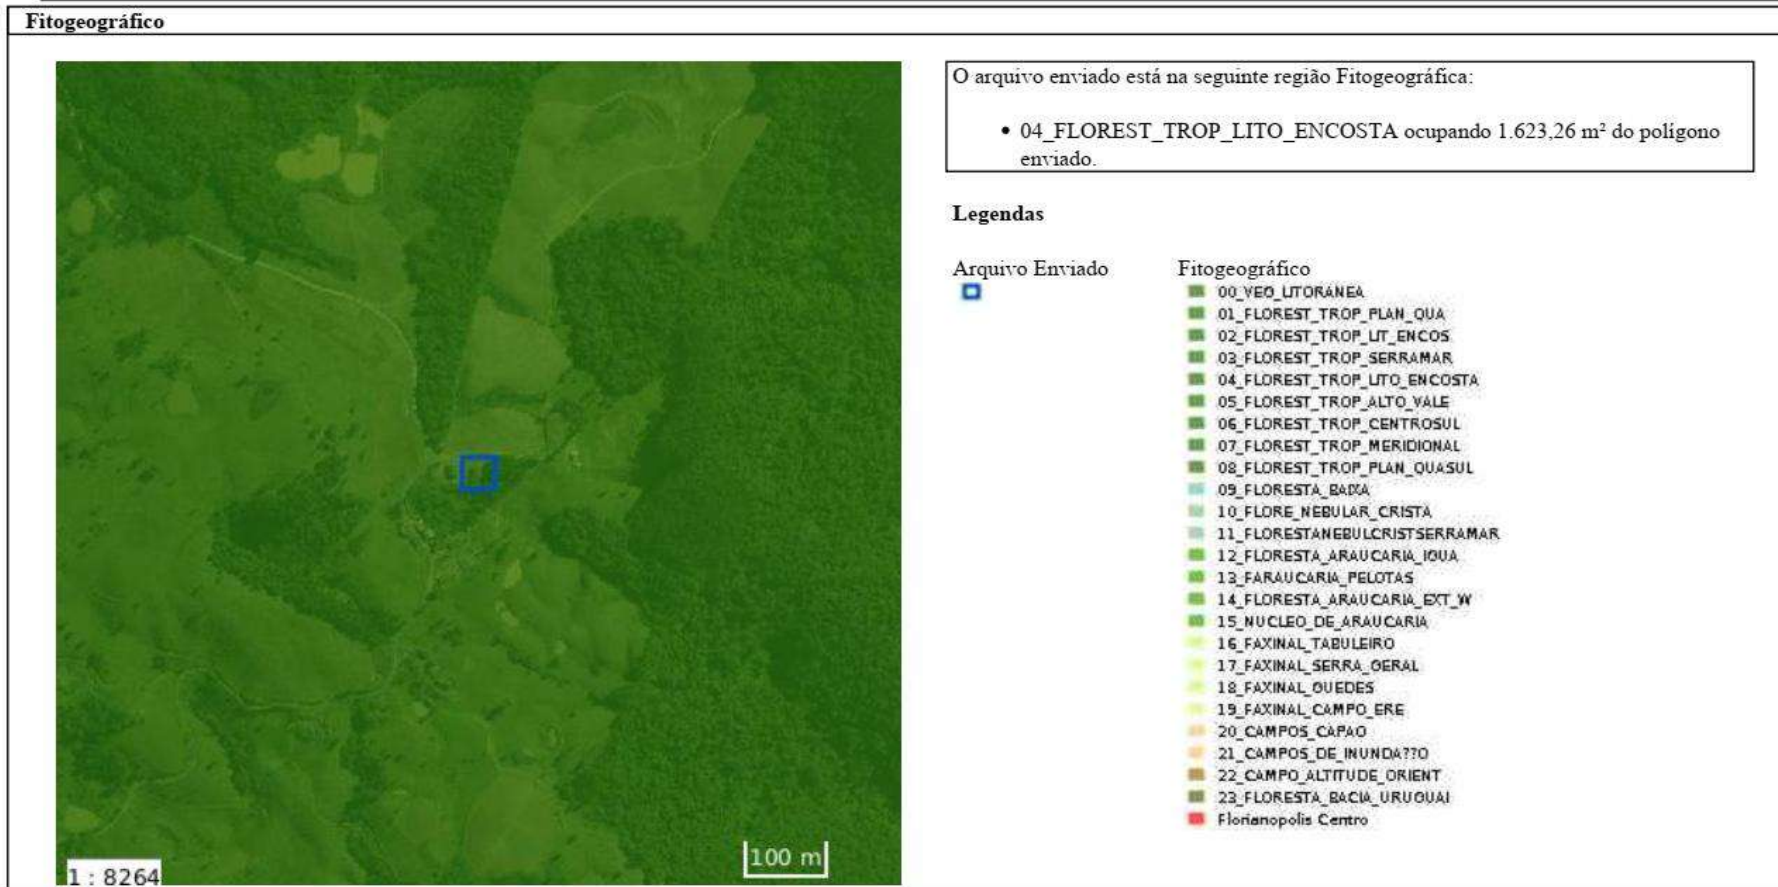 Fitogeográfico
O arquivo enviado está na seguinte região Fitogeográfica:
• 04_FLOREST_TROP_LITO_ENCOSTA ocupando 1.623,26 m² do polígono
enviado.
Legendas
Arquivo Enviado
Fitogeográfico
00_VEG_LITORANEA
01_FLOREST_TROP_PLAN_QUA
02_FLOREST_TROP_LIT_ENCOS
03_FLOREST_TROP_SERRAMAR
04_FLOREST_TROP_LITO_ENCOSTA
05_FLOREST_TROP_ALTO_VALE
06_FLOREST_TROP_CENTROSUL
07_FLOREST_TROP_MERIDIONAL
08_FLOREST_TROP_PLAN_QUASUL
09_FLORESTA_BAIXA
10_FLORE_NEBULAR_CRISTA
11_FLORESTANEBULCRISTSERRAMAR
12_FLORESTA_ARAUCARIA_IGUA
13_FARAUCARIA_PELOTAS
14_FLORESTA_ARAUCARIA_EXT_W
15_NUCLEO_DE_ARAUCARIA
16_FAXINAL_TABULEIRO
17_FAXINAL_SERRA_GERAL
18_FAXINAL_GUEDES
19_FAXINAL_CAMPO_ERE
20_CAMPOS_CAPAO
21_CAMPOS_DE_INUNDA??O
22_CAMPO_ALTITUDE_ORIENT
23_FLORESTA_BACIA_URUGUAI
Florianopolis Centro
100 m
1 : 8264